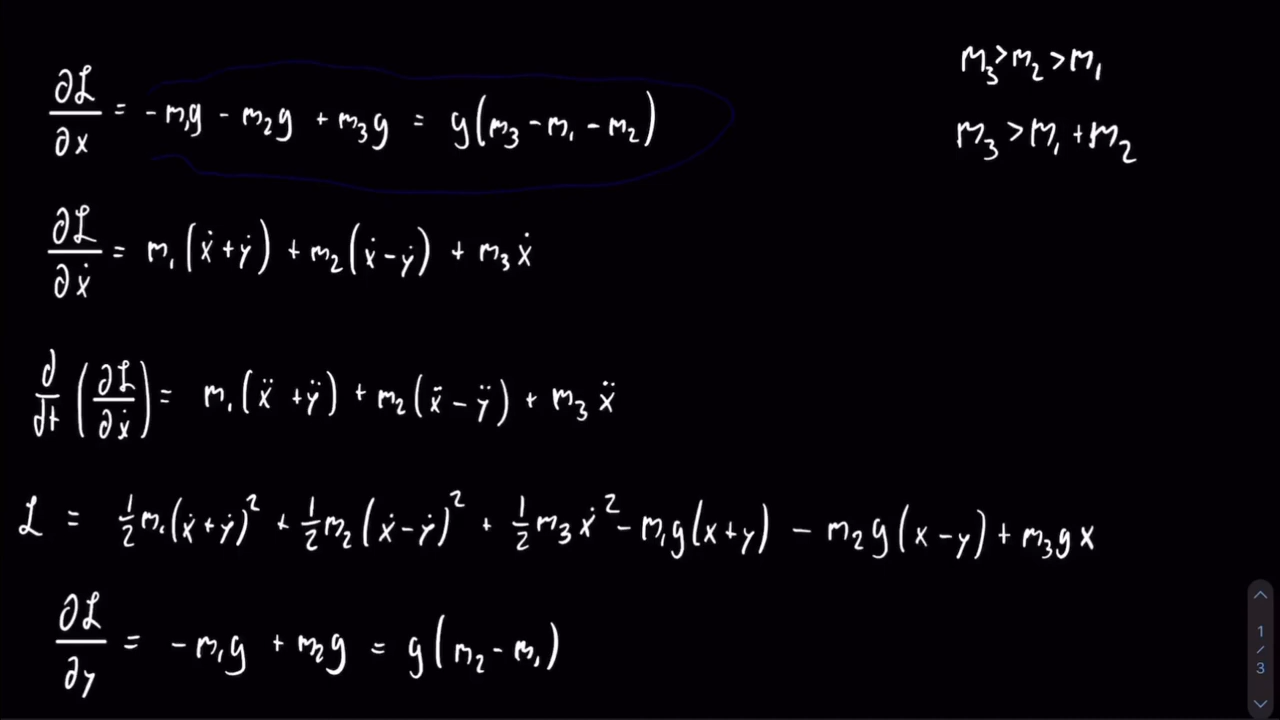 ∂ℒ/∂x = -m₁g - m₂g + m₃g = g(m₃ - m₁ - m₂)
m₃ > m₂ > m₁
m₃ > m₁ + m₂
∂ℒ/∂ẋ = m₁(ẋ + ẏ) + m₂(ẋ - ẏ) + m₃ẋ
d/dt (∂ℒ/∂ẋ) = m₁(ẍ + ÿ) + m₂(ẍ - ÿ) + m₃ẍ
ℒ = ½m₁(ẋ + ẏ)² + ½m₂(ẋ - ẏ)² + ½m₃ẋ² - m₁g(x + y) - m₂g(x - y) + m₃gx
∂ℒ/∂y = -m₁g + m₂g = g(m₂ - m₁)
1
/
3